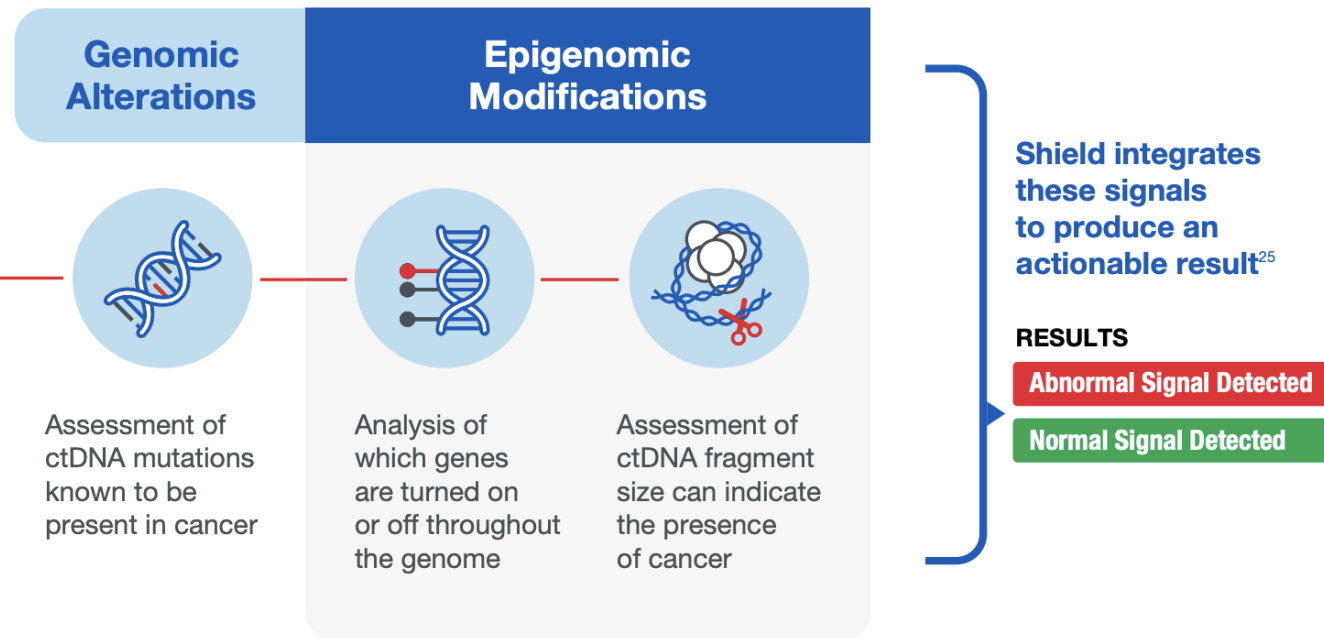 Genomic
Alterations
Epigenomic
Modifications
Assessment of
ctDNA mutations
known to be
present in cancer
Analysis of
which genes
are turned on
or off throughout
the genome
Assessment of
ctDNA fragment
size can indicate
the presence
of cancer
Shield integrates
these signals
to produce an
actionable result25
RESULTS
Abnormal Signal Detected
Normal Signal Detected